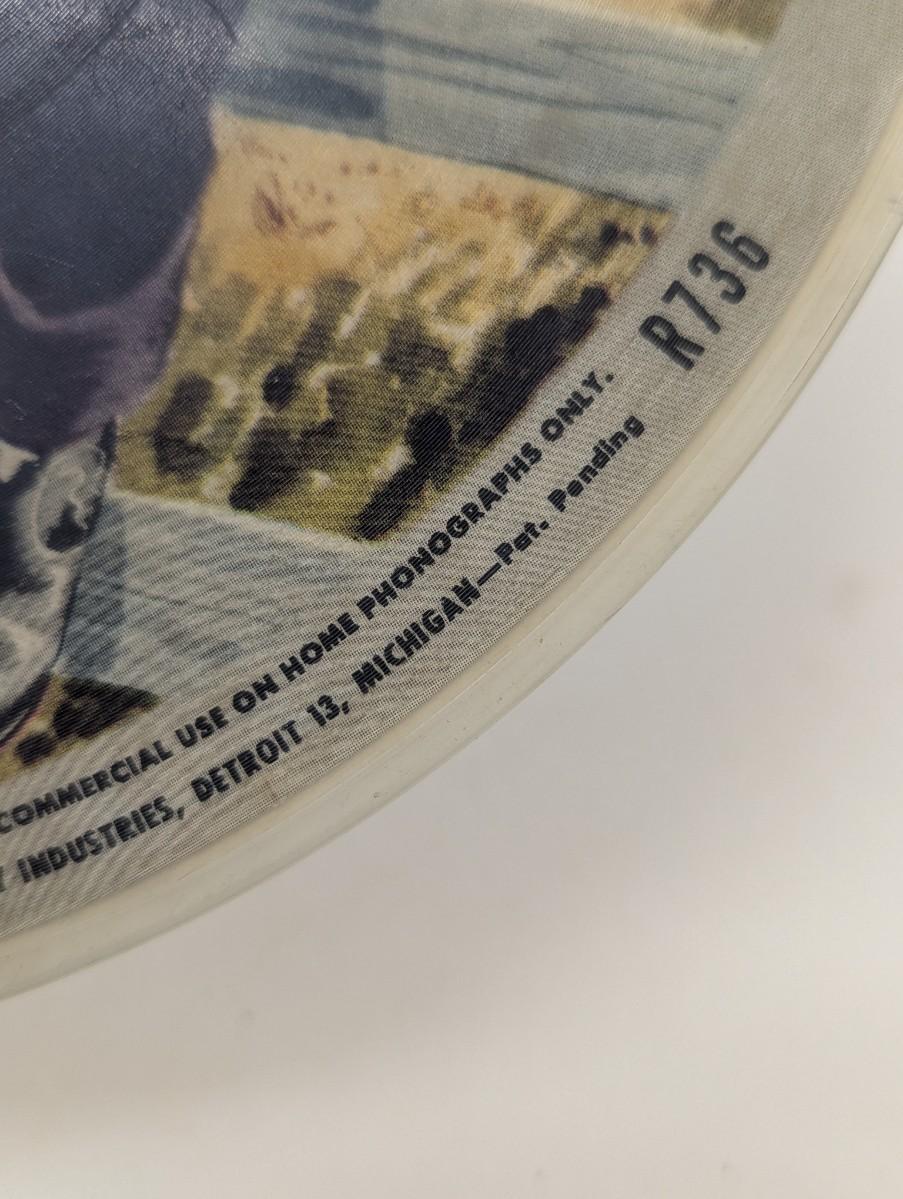 R736
COMMERCIAL USE ON HOME PHONOGRAPHS ONLY.
INDUSTRIES, DETROIT 13, MICHIGAN—Pat. Pending